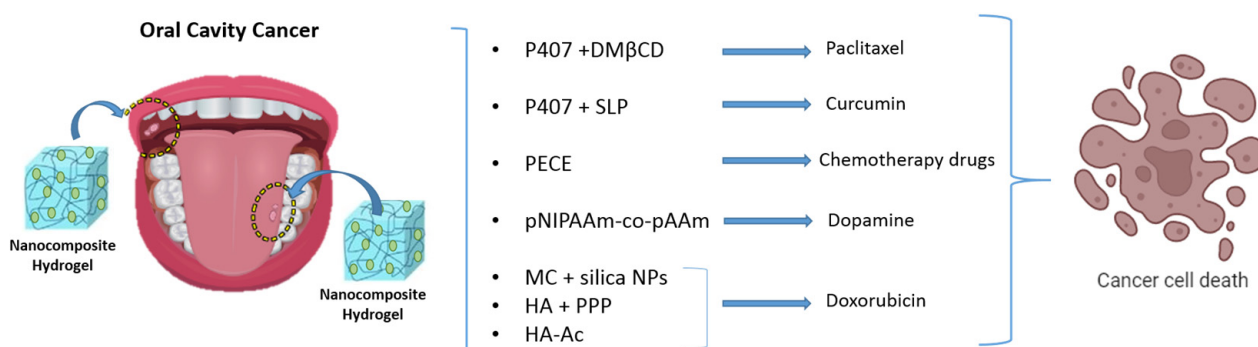 Oral Cavity Cancer
Nanocomposite
Hydrogel
Nanocomposite
Hydrogel
• P407 +DMβCD
Paclitaxel
• P407 + SLP
Curcumin
• PECE
Chemotherapy drugs
• pNIPAAm-co-pAAm
Dopamine
• MC + silica NPs
• HA + PPP
• HA-Ac
Doxorubicin
Cancer cell death